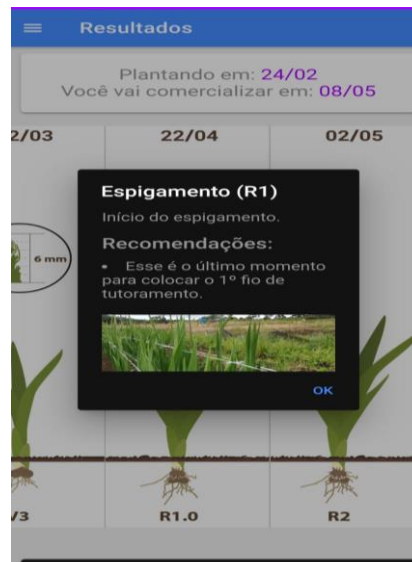 Resultados
Plantando em: 24/02
Você vai comercializar em: 08/05
2/03
22/04
02/05
Espigamento (R1)
Início do espigamento.
Recomendações:
• Esse é o último momento
para colocar o 1º fio de
tutoramento.
6 mm
OK
/3
R1.0
R2